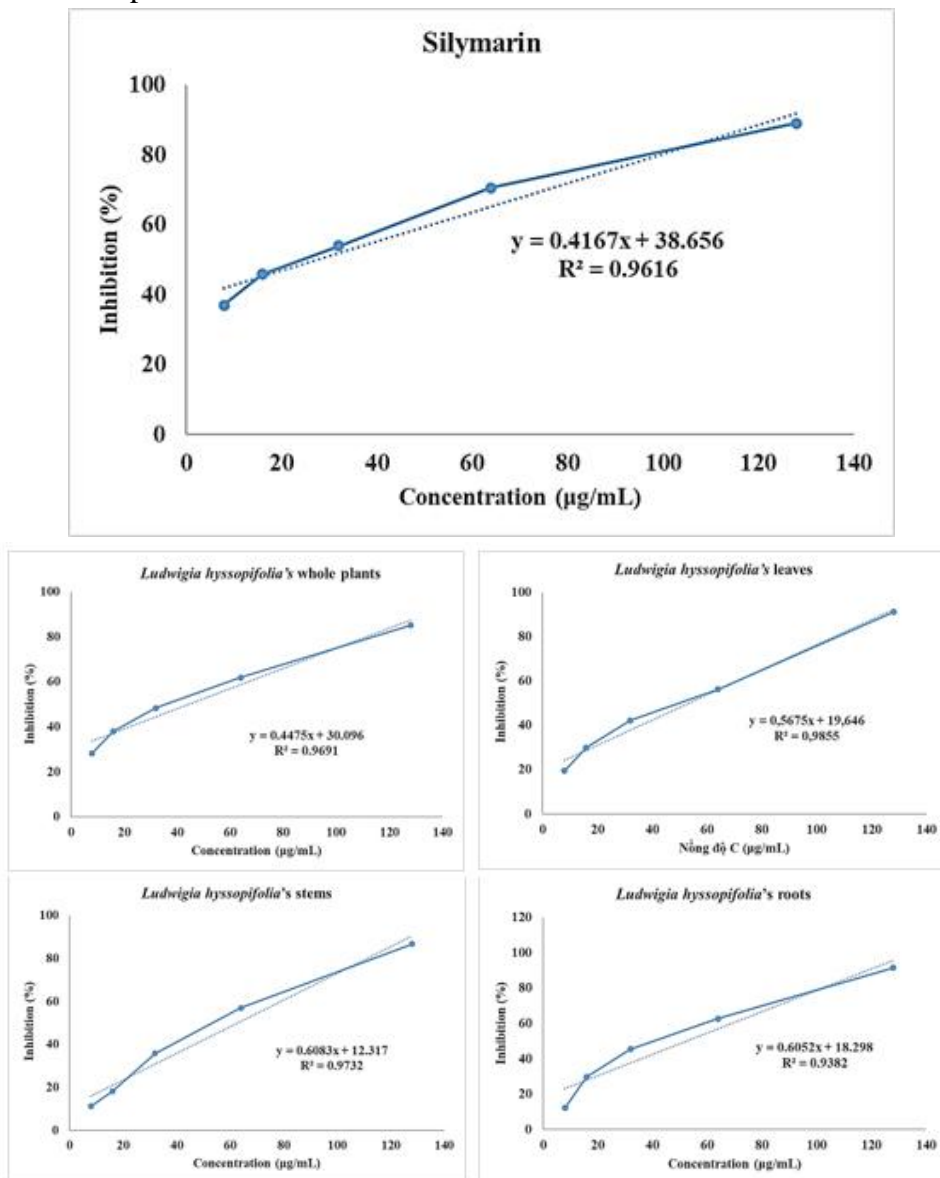 Silymarin
100
80
60
40
20
0
Inhibition (%)
y = 0.4167x + 38.656
R² = 0.9616
0 20 40 60 80 100 120 140
Concentration (µg/mL)
Ludwigia hyssopifolia's whole plants
100
80
60
40
20
0
Inhibition (%)
y = 0.4475x + 30.096
R² = 0.9691
0 20 40 60 80 100 120 140
Concentration (µg/mL)
Ludwigia hyssopifolia's leaves
100
80
60
40
20
0
Inhibition (%)
y = 0,5675x + 19,646
R² = 0,9855
0 20 40 60 80 100 120 140
Nồng độ C (µg/mL)
Ludwigia hyssopifolia's stems
100
80
60
40
20
0
Inhibition (%)
y = 0.6083x + 12.317
R² = 0.9732
0 20 40 60 80 100 120 140
Concentration (µg/mL)
Ludwigia hyssopifolia's roots
120
100
80
60
40
20
0
Inhibition (%)
y = 0.6052x + 18.298
R² = 0.9382
0 20 40 60 80 100 120 140
Concentration (µg/mL)